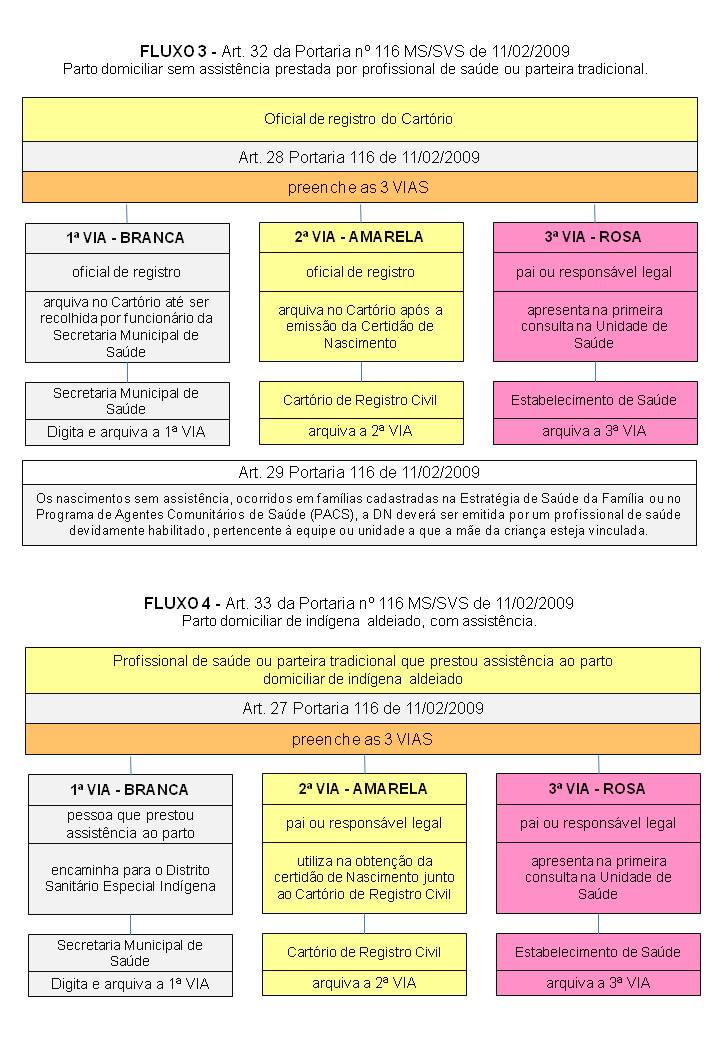 FLUXO 3 - Art. 32 da Portaria nº 116 MS/SVS de 11/02/2009
Parto domiciliar sem assistência prestada por profissional de saúde ou parteira tradicional.
Oficial de registro do Cartório
Art. 28 Portaria 116 de 11/02/2009
preenche as 3 VIAS
1ª VIA - BRANCA
oficial de registro
arquiva no Cartório até ser
recolhida por funcionário da
Secretaria Municipal de
Saúde
Secretaria Municipal de
Saúde
Digita e arquiva a 1ª VIA
2ª VIA - AMARELA
oficial de registro
arquiva no Cartório após a
emissão da Certidão de
Nascimento
Cartório de Registro Civil
arquiva a 2ª VIA
3ª VIA - ROSA
pai ou responsável legal
apresenta na primeira
consulta na Unidade de
Saúde
Estabelecimento de Saúde
arquiva a 3ª VIA
Art. 29 Portaria 116 de 11/02/2009
Os nascimentos sem assistência, ocorridos em famílias cadastradas na Estratégia de Saúde da Família ou no
Programa de Agentes Comunitários de Saúde (PACS), a DN deverá ser emitida por um profissional de saúde
devidamente habilitado, pertencente à equipe ou unidade a que a mãe da criança esteja vinculada.
FLUXO 4 - Art. 33 da Portaria nº 116 MS/SVS de 11/02/2009
Parto domiciliar de indígena aldeiado, com assistência.
Profissional de saúde ou parteira tradicional que prestou assistência ao parto
domiciliar de indígena aldeiado
Art. 27 Portaria 116 de 11/02/2009
preenche as 3 VIAS
1ª VIA - BRANCA
pessoa que prestou
assistência ao parto
encaminha para o Distrito
Sanitário Especial Indígena
Secretaria Municipal de
Saúde
Digita e arquiva a 1ª VIA
2ª VIA - AMARELA
pai ou responsável legal
utiliza na obtenção da
certidão de Nascimento junto
ao Cartório de Registro Civil
Cartório de Registro Civil
arquiva a 2ª VIA
3ª VIA - ROSA
pai ou responsável legal
apresenta na primeira
consulta na Unidade de
Saúde
Estabelecimento de Saúde
arquiva a 3ª VIA